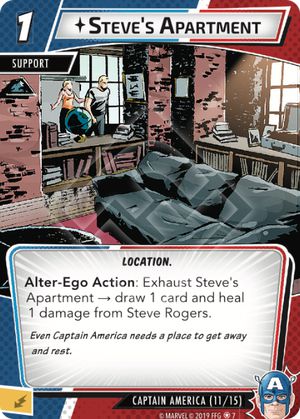 1
STEVE'S APARTMENT
SUPPORT
LOCATION.
Alter-Ego Action: Exhaust Steve's
Apartment → draw 1 card and heal
1 damage from Steve Rogers.
Even Captain America needs a place to get away
and rest.
A
CAPTAIN AMERICA (11/15)
© MARVEL © 2019 FFG 7